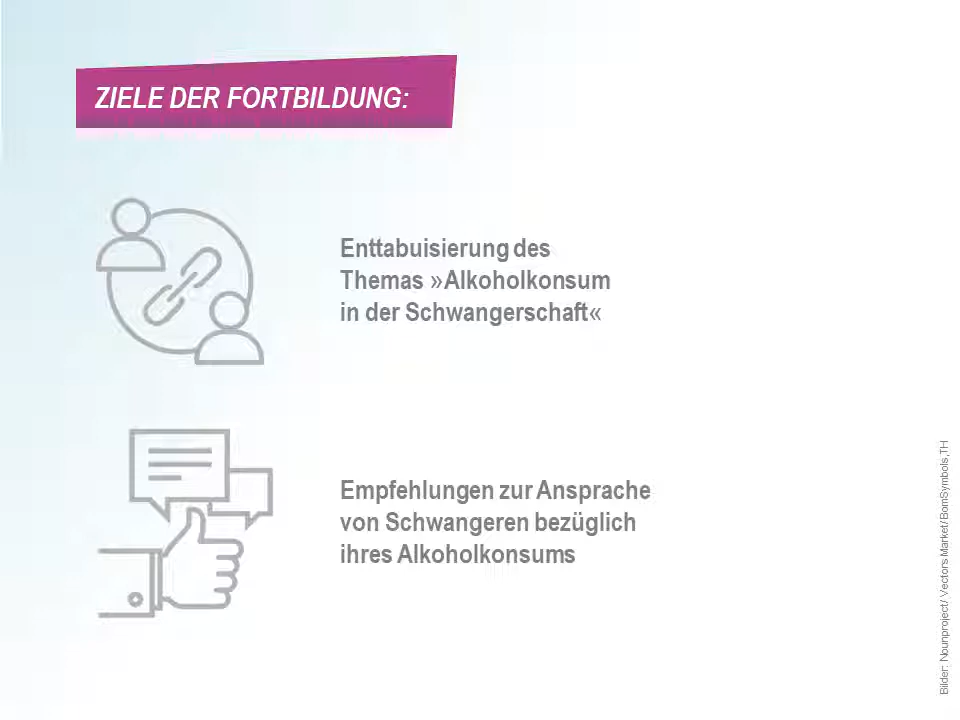 ZIELE DER FORTBILDUNG:
Enttabuisierung des
Themas »Alkoholkonsum
in der Schwangerschaft«
Empfehlungen zur Ansprache
von Schwangeren bezüglich
ihres Alkoholkonsums
Bilder: Nounproject / Vectors Market / BomSymbols,TH